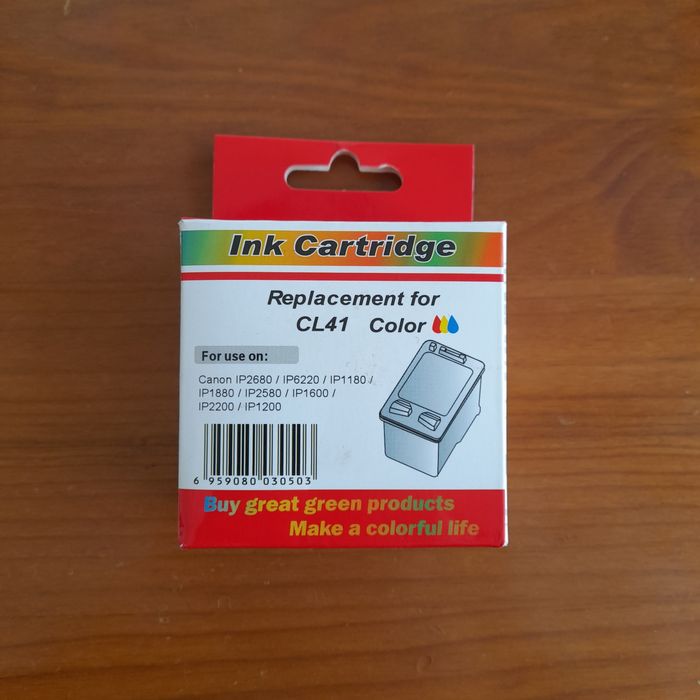 Ink Cartridge
Replacement for
CL41 Color
For use on:
Canon IP2680 / IP6220 / IP1180 /
IP1880 / IP2580 / IP1600 /
IP2200 / IP1200
6 959080 030503
Buy great green products
Make a colorful life